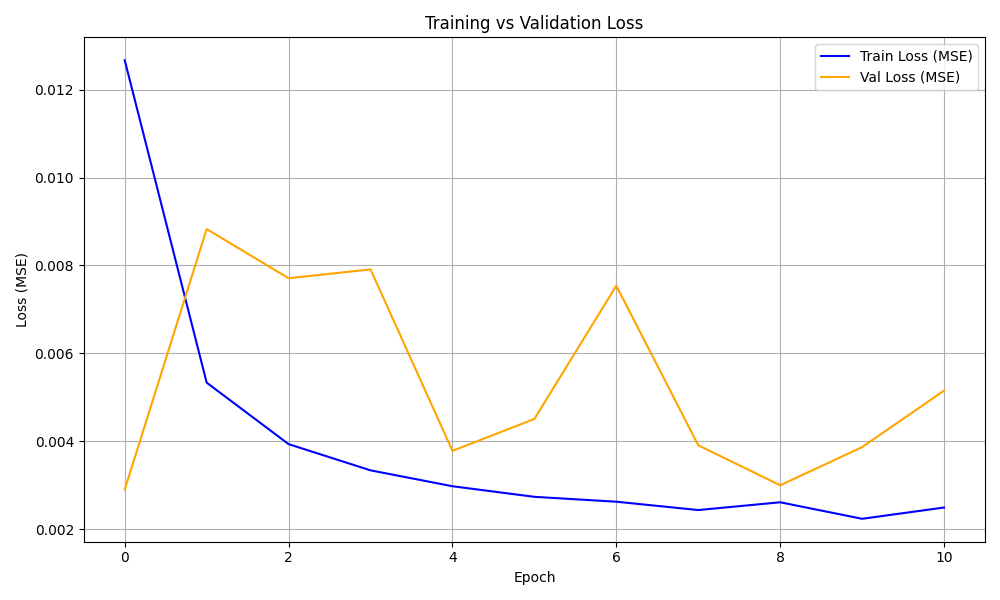 Training vs Validation Loss
Train Loss (MSE)
Val Loss (MSE)
0.012
0.010
0.008
0.006
0.004
0.002
Loss (MSE)
0 2 4 6 8 10
Epoch